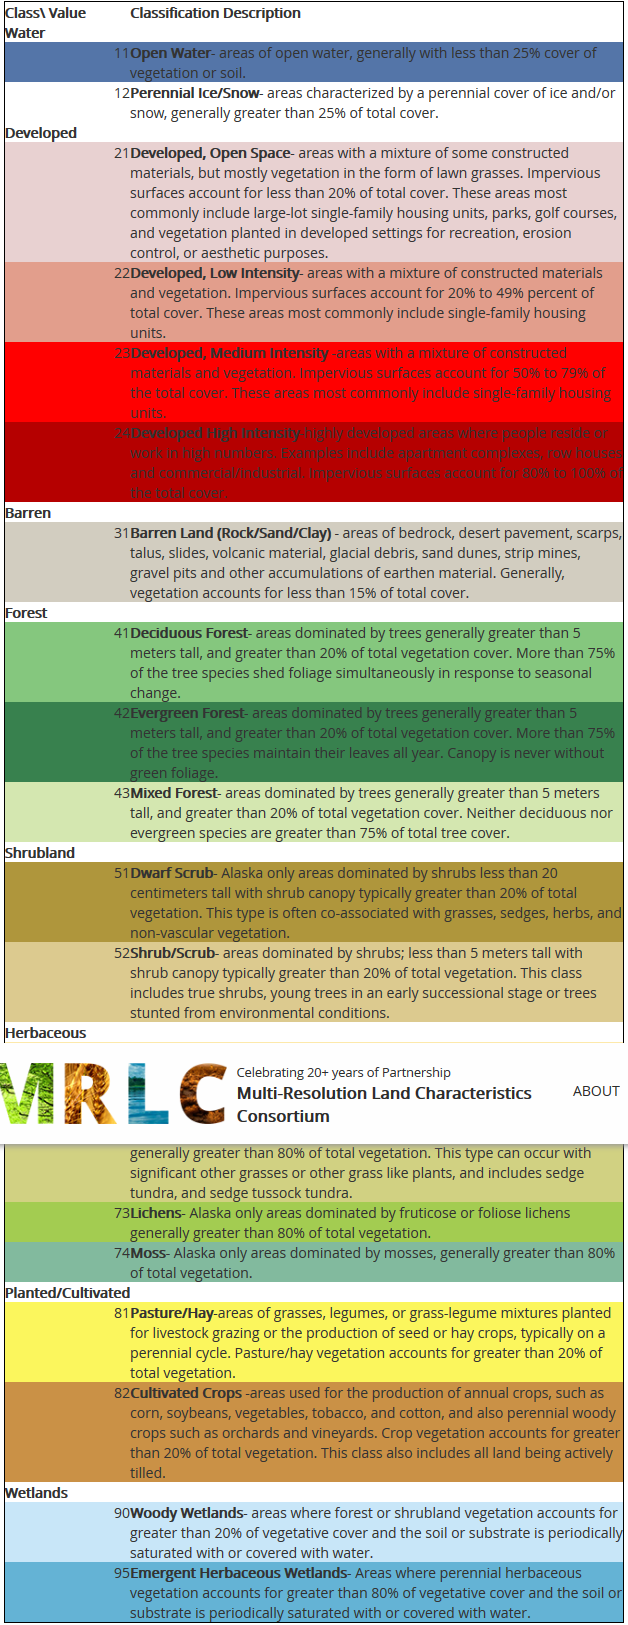 Class\ Value Classification Description
Water
11 Open Water- areas of open water, generally with less than 25% cover of
vegetation or soil.
12 Perennial Ice/Snow- areas characterized by a perennial cover of ice and/or
snow, generally greater than 25% of total cover.
Developed
21 Developed, Open Space- areas with a mixture of some constructed
materials, but mostly vegetation in the form of lawn grasses. Impervious
surfaces account for less than 20% of total cover. These areas most
commonly include large-lot single-family housing units, parks, golf courses,
and vegetation planted in developed settings for recreation, erosion
control, or aesthetic purposes.
22 Developed, Low Intensity- areas with a mixture of constructed materials
and vegetation. Impervious surfaces account for 20% to 49% percent of
total cover. These areas most commonly include single-family housing
units.
23 Developed, Medium Intensity -areas with a mixture of constructed
materials and vegetation. Impervious surfaces account for 50% to 79% of
the total cover. These areas most commonly include single-family housing
units.
24 Developed High Intensity-highly developed areas where people reside or
work in high numbers. Examples include apartment complexes, row houses
and commercial/industrial. Impervious surfaces account for 80% to 100% of
the total cover.
Barren
31 Barren Land (Rock/Sand/Clay) - areas of bedrock, desert pavement, scarps,
talus, slides, volcanic material, glacial debris, sand dunes, strip mines,
gravel pits and other accumulations of earthen material. Generally,
vegetation accounts for less than 15% of total cover.
Forest
41 Deciduous Forest- areas dominated by trees generally greater than 5
meters tall, and greater than 20% of total vegetation cover. More than 75%
of the tree species shed foliage simultaneously in response to seasonal
change.
42 Evergreen Forest- areas dominated by trees generally greater than 5
meters tall, and greater than 20% of total vegetation cover. More than 75%
of the tree species maintain their leaves all year. Canopy is never without
green foliage.
43 Mixed Forest- areas dominated by trees generally greater than 5 meters
tall, and greater than 20% of total vegetation cover. Neither deciduous nor
evergreen species are greater than 75% of total tree cover.
Shrubland
51 Dwarf Scrub- Alaska only areas dominated by shrubs less than 20
centimeters tall with shrub canopy typically greater than 20% of total
vegetation. This type is often co-associated with grasses, sedges, herbs, and
non-vascular vegetation.
52 Shrub/Scrub- areas dominated by shrubs; less than 5 meters tall with
shrub canopy typically greater than 20% of total vegetation. This class
includes true shrubs, young trees in an early successional stage or trees
stunted from environmental conditions.
Herbaceous
MRLC
Celebrating 20+ years of Partnership
Multi-Resolution Land Characteristics
Consortium
ABOUT
generally greater than 80% of total vegetation. This type can occur with
significant other grasses or other grass like plants, and includes sedge
tundra, and sedge tussock tundra.
73 Lichens- Alaska only areas dominated by fruticose or foliose lichens
generally greater than 80% of total vegetation.
74 Moss- Alaska only areas dominated by mosses, generally greater than 80%
of total vegetation.
Planted/Cultivated
81 Pasture/Hay-areas of grasses, legumes, or grass-legume mixtures planted
for livestock grazing or the production of seed or hay crops, typically on a
perennial cycle. Pasture/hay vegetation accounts for greater than 20% of
total vegetation.
82 Cultivated Crops -areas used for the production of annual crops, such as
corn, soybeans, vegetables, tobacco, and cotton, and also perennial woody
crops such as orchards and vineyards. Crop vegetation accounts for greater
than 20% of total vegetation. This class also includes all land being actively
tilled.
Wetlands
90 Woody Wetlands- areas where forest or shrubland vegetation accounts for
greater than 20% of vegetative cover and the soil or substrate is periodically
saturated with or covered with water.
95 Emergent Herbaceous Wetlands- Areas where perennial herbaceous
vegetation accounts for greater than 80% of vegetative cover and the soil or
substrate is periodically saturated with or covered with water.